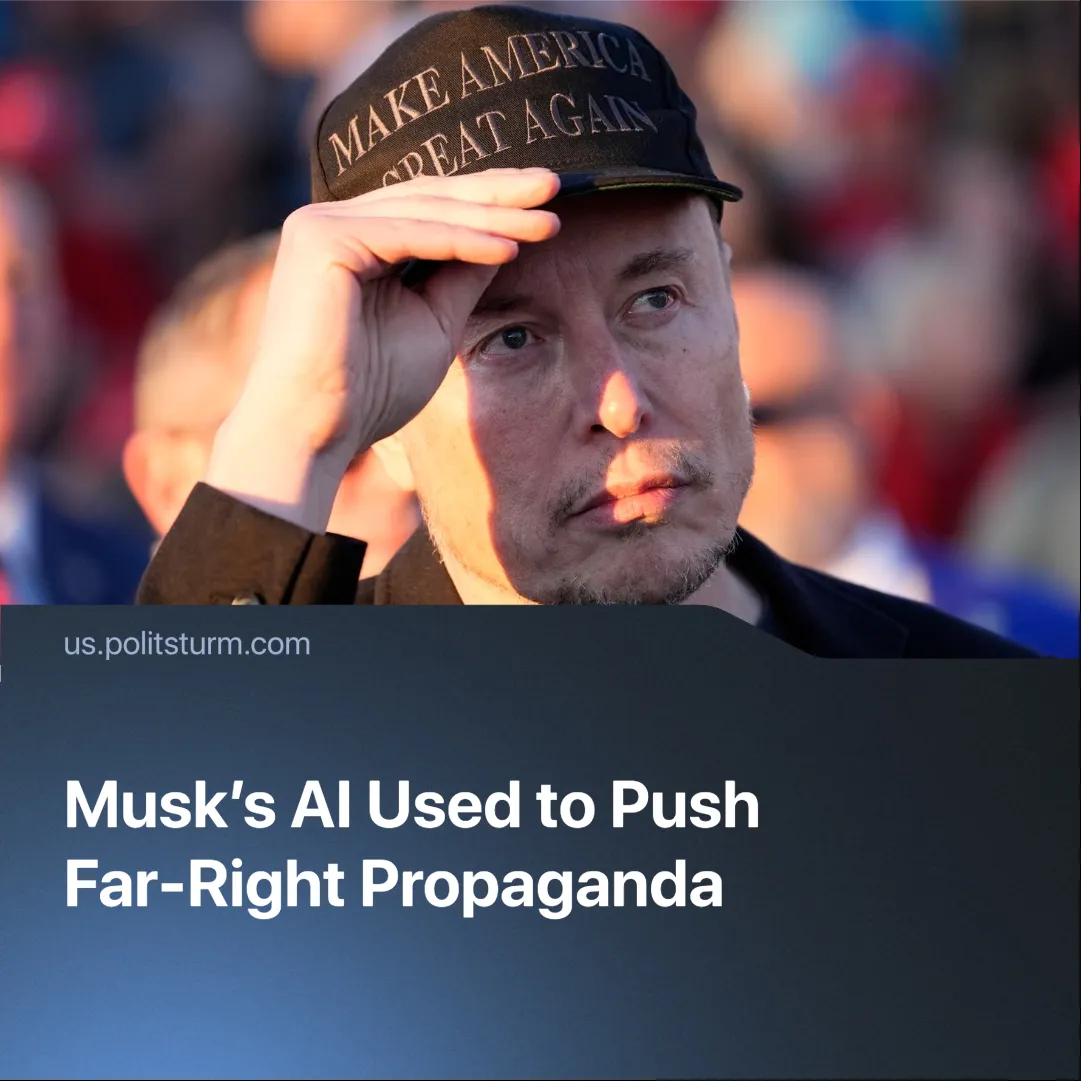 MAKE AMERICA
GREAT AGAIN
us.politsturm.com
Musk’s AI Used to Push
Far-Right Propaganda